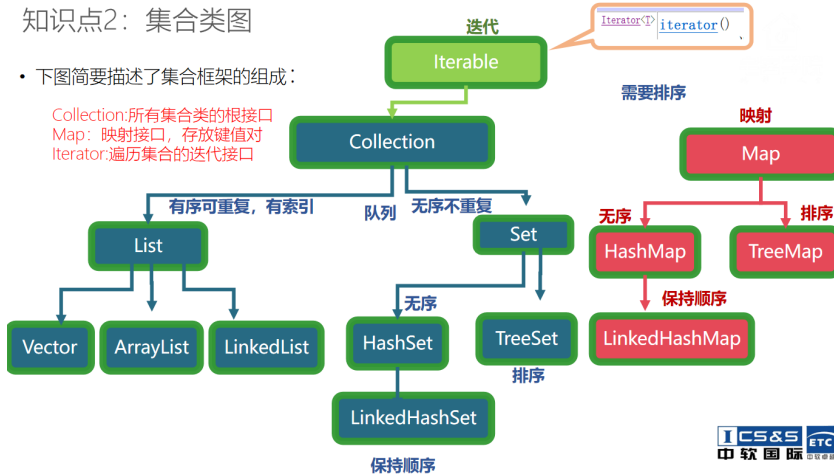 知识点2：集合类图
迭代
Iterator<T> iterator()
、
Iterable
• 下图简要描述了集合框架的组成：
需要排序
Collection:所有集合类的根接口
Map：映射接口，存放键值对
Iterator:遍历集合的迭代接口
映射
Collection
Map
有序可重复，有索引
队列
无序不重复
无序
排序
List
Set
HashMap
TreeMap
无序
保持顺序
Vector
ArrayList
LinkedList
HashSet
TreeSet
LinkedHashMap
排序
LinkedHashSet
保持顺序
ICS&S
ETC
中软国际